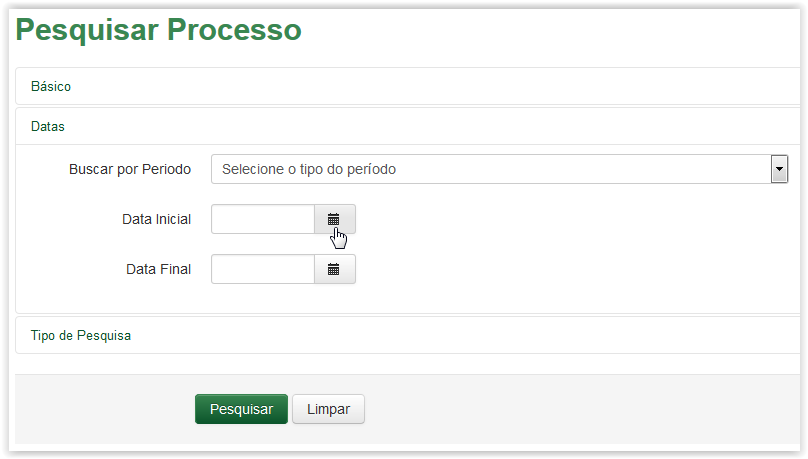 Pesquisar Processo
Básico
Datas
Buscar por Periodo Selecione o tipo do período
Data Inicial
Data Final
Tipo de Pesquisa
Pesquisar Limpar